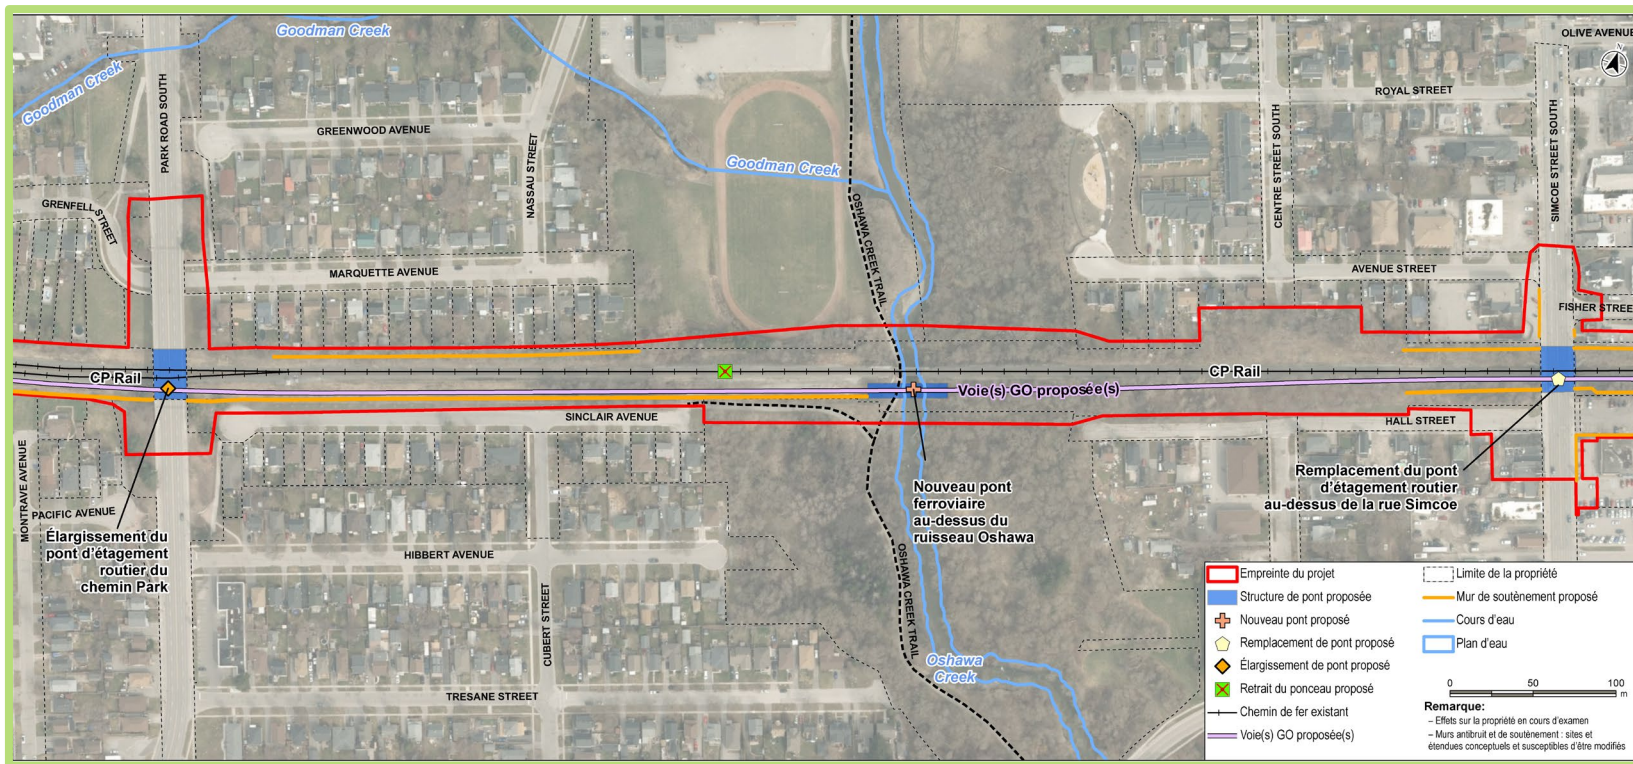 Goodman Creek
OLIVE AVENUE
N
Goodman Creek
PARK ROAD SOUTH
ROYAL STREET
GREENWOOD AVENUE
NASSAU STREET
CENTRE STREET SOUTH
SIMCOE STREET SOUTH
Goodman Creek
GRENFELL STREET
OSHAWA CREEK TRAIL
MARQUETTE AVENUE
AVENUE STREET
FISHER STREE
CP Rail
CP Rail
Voie(s) GO proposée(s)
SINCLAIR AVENUE
HALL STREET
MONTRAVE AVENUE
PACIFIC AVENUE
Élargissement du
pont d'étagement
routier du
chemin Park
Nouveau pont
ferroviaire
au-dessus du
ruisseau Oshawa
Remplacement du pont
d'étagement routier
au-dessus de la rue Simcoe
HIBBERT AVENUE
CUBERT STREET
OSHAWA CREEK TRAIL
Oshawa
Creek
TRESANE STREET
Empreinte du projet
Structure de pont proposée
Nouveau pont proposé
Remplacement de pont proposé
Élargissement de pont proposé
Retrait du ponceau proposé
Chemin de fer existant
Voie(s) GO proposée(s)
Limite de la propriété
Mur de soutènement proposé
Cours d'eau
Plan d'eau
0 50 100
m
Remarque:
– Effets sur la propriété en cours d'examen
– Murs antibruit et de soutènement : sites et
étendues conceptuels et susceptibles d'être modifiés